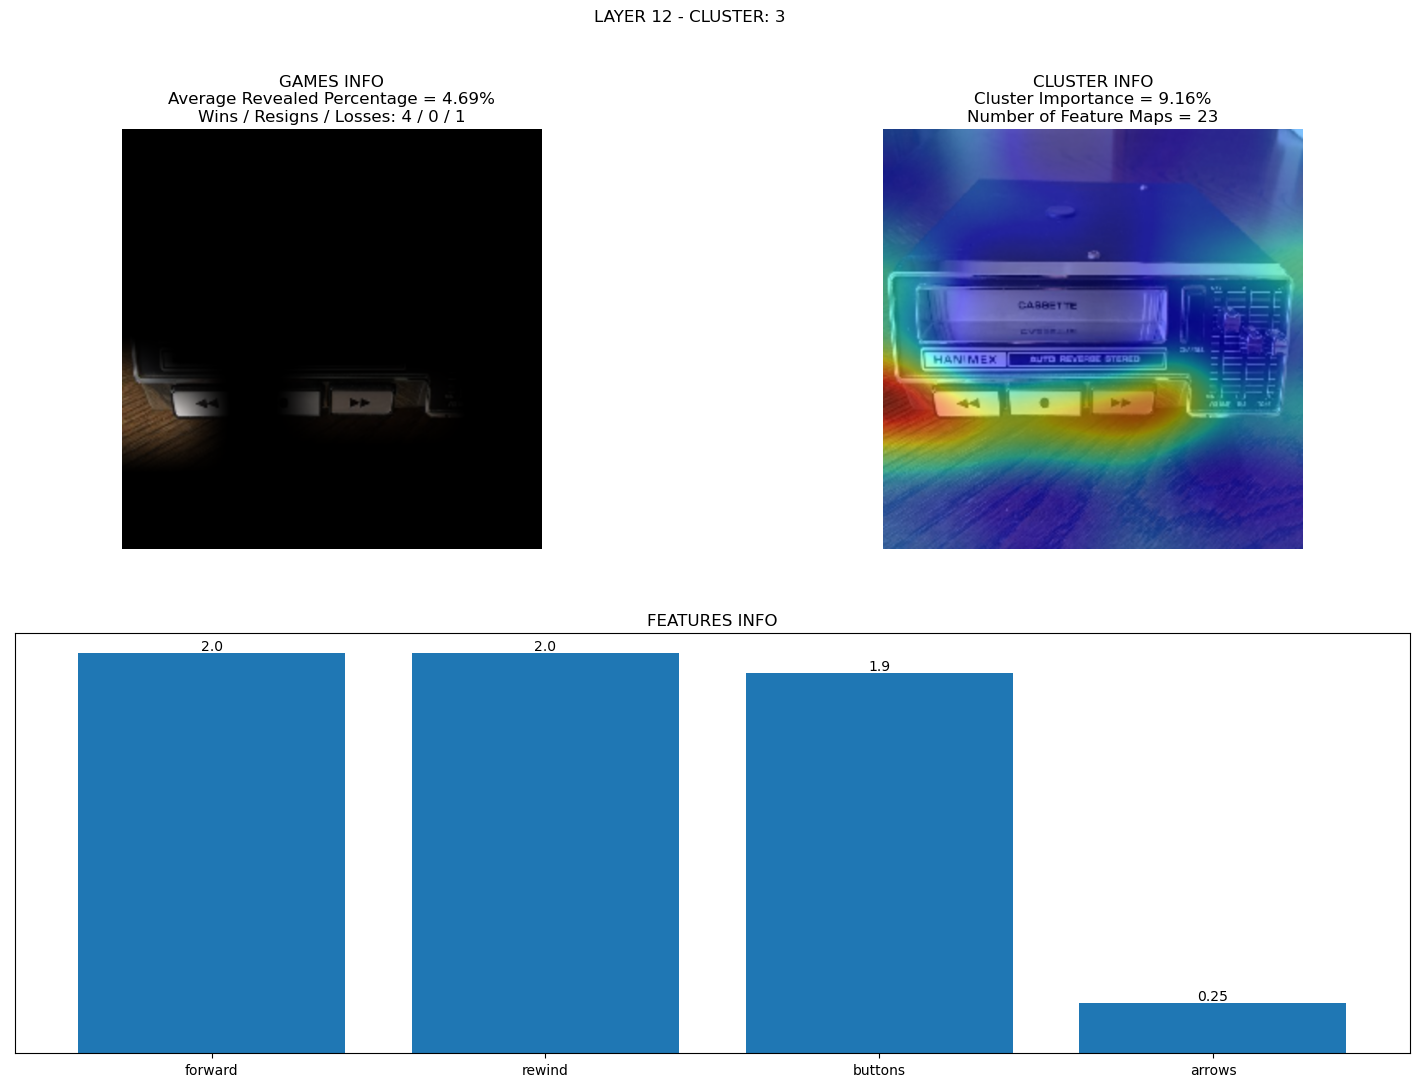 LAYER 12 - CLUSTER: 3
GAMES INFO
Average Revealed Percentage = 4.69%
Wins / Resigns / Losses: 4 / 0 / 1
CLUSTER INFO
Cluster Importance = 9.16%
Number of Feature Maps = 23
CASSETTE
HANIMEX AUTO REVERSE STEREO
FEATURES INFO
2.0
2.0
1.9
0.25
forward
rewind
buttons
arrows